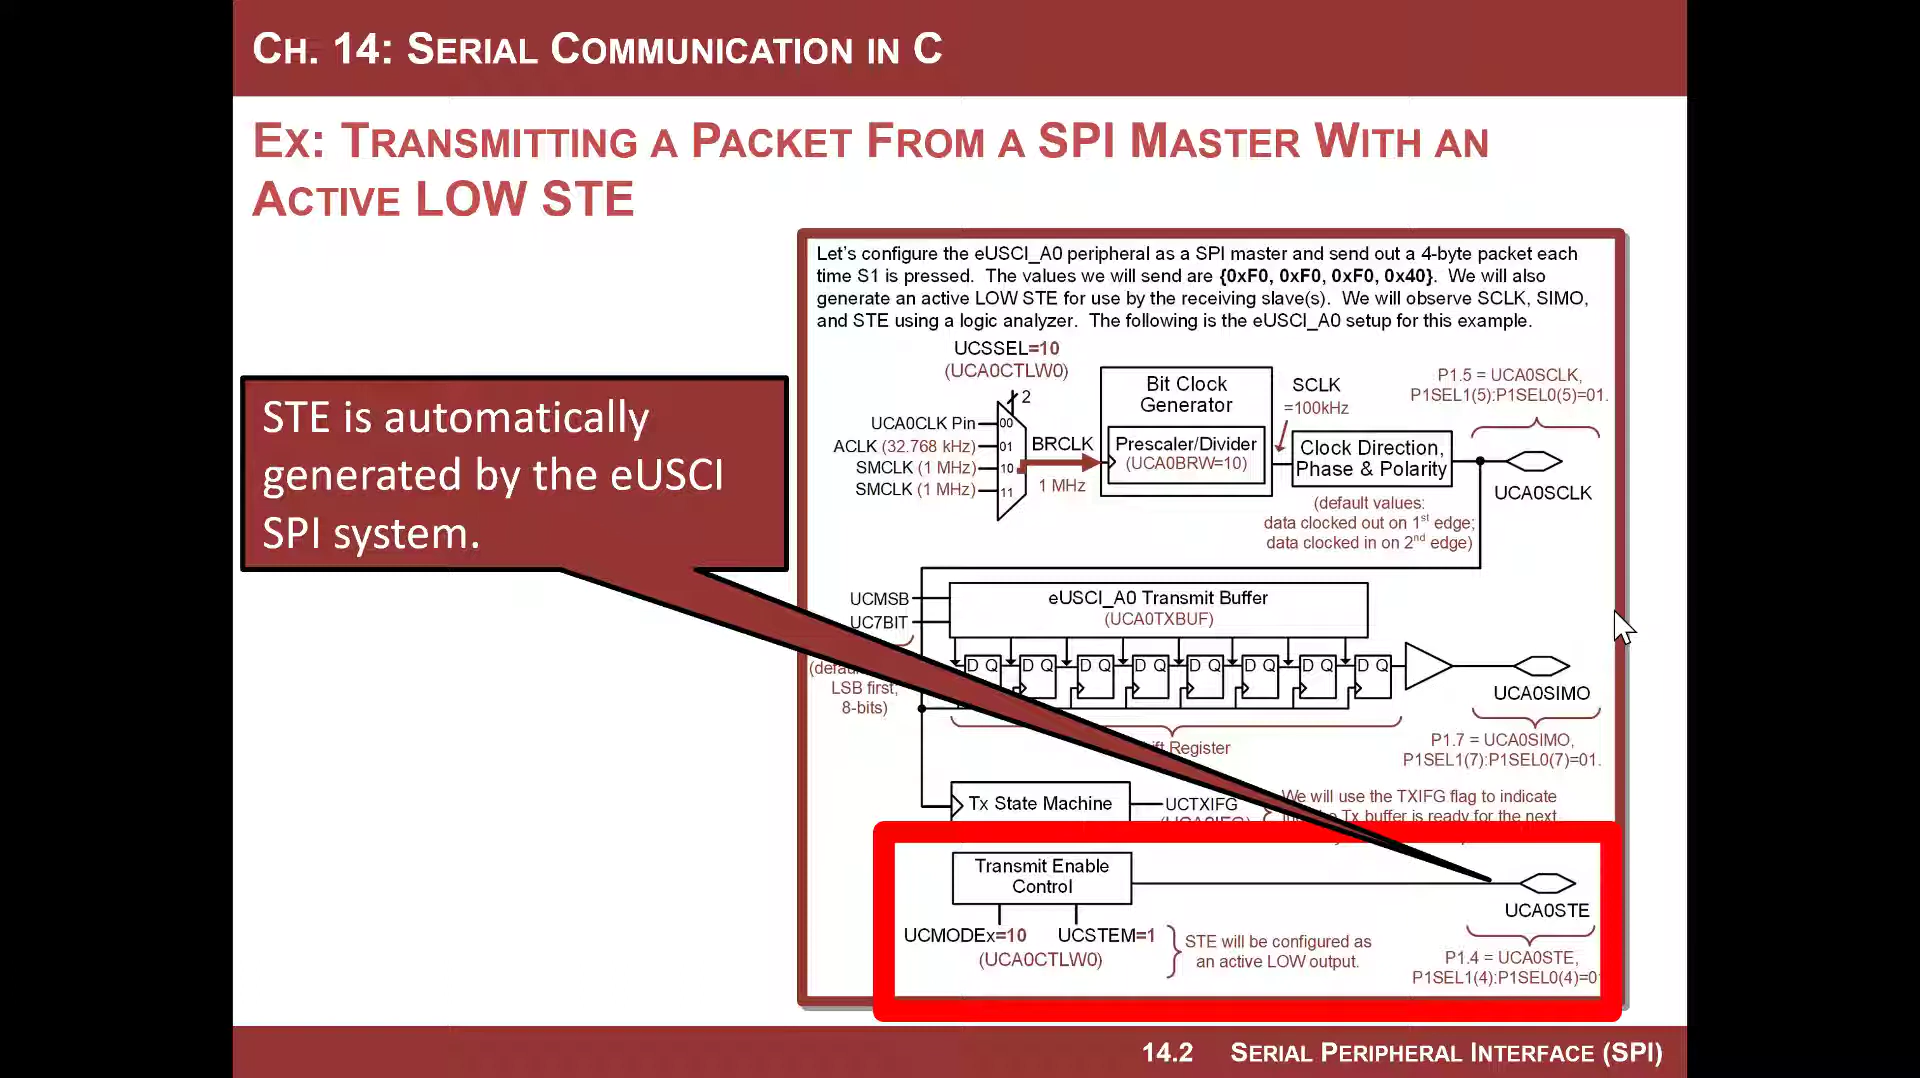 CH. 14: SERIAL COMMUNICATION IN C
EX: TRANSMITTING A PACKET FROM A SPI MASTER WITH AN
ACTIVE LOW STE
Let's configure the eUSCI_A0 peripheral as a SPI master and send out a 4-byte packet each
time S1 is pressed. The values we will send are {0xF0, 0xF0, 0xF0, 0x40}. We will also
generate an active LOW STE for use by the receiving slave(s). We will observe SCLK, SIMO,
and STE using a logic analyzer. The following is the eUSCI_A0 setup for this example.
STE is automatically
generated by the eUSCI
SPI system.
UCSSEL=10
(UCA0CTLW0)
2
UCA0CLK Pin
00
ACLK (32.768 kHz)
01
SMCLK (1 MHz)
10
SMCLK (1 MHz)
11
BRCLK
1 MHz
Bit Clock
Generator
Prescaler/Divider
(UCA0BRW=10)
SCLK
=100kHz
Clock Direction,
Phase & Polarity
(default values:
data clocked out on 1st edge;
data clocked in on 2nd edge)
P1.5 = UCA0SCLK,
P1SEL1(5):P1SEL0(5)=01.
UCA0SCLK
UCMSB
UC7BIT
LSB first,
8-bits)
eUSCI_A0 Transmit Buffer
(UCA0TXBUF)
D Q D Q D Q D Q D Q D Q D Q D Q
Register
UCA0SIMO
P1.7 = UCA0SIMO,
P1SEL1(7):P1SEL0(7)=01.
Tx State Machine
UCTXIFG
We will use the TXIFG flag to indicate
Tx buffer is ready for the next
Transmit Enable
Control
UCMODEx=10 UCSTEM=1
(UCA0CTLW0)
STE will be configured as
an active LOW output.
UCA0STE
P1.4 = UCA0STE,
P1SEL1(4):P1SEL0(4)=0
14.2 SERIAL PERIPHERAL INTERFACE (SPI)